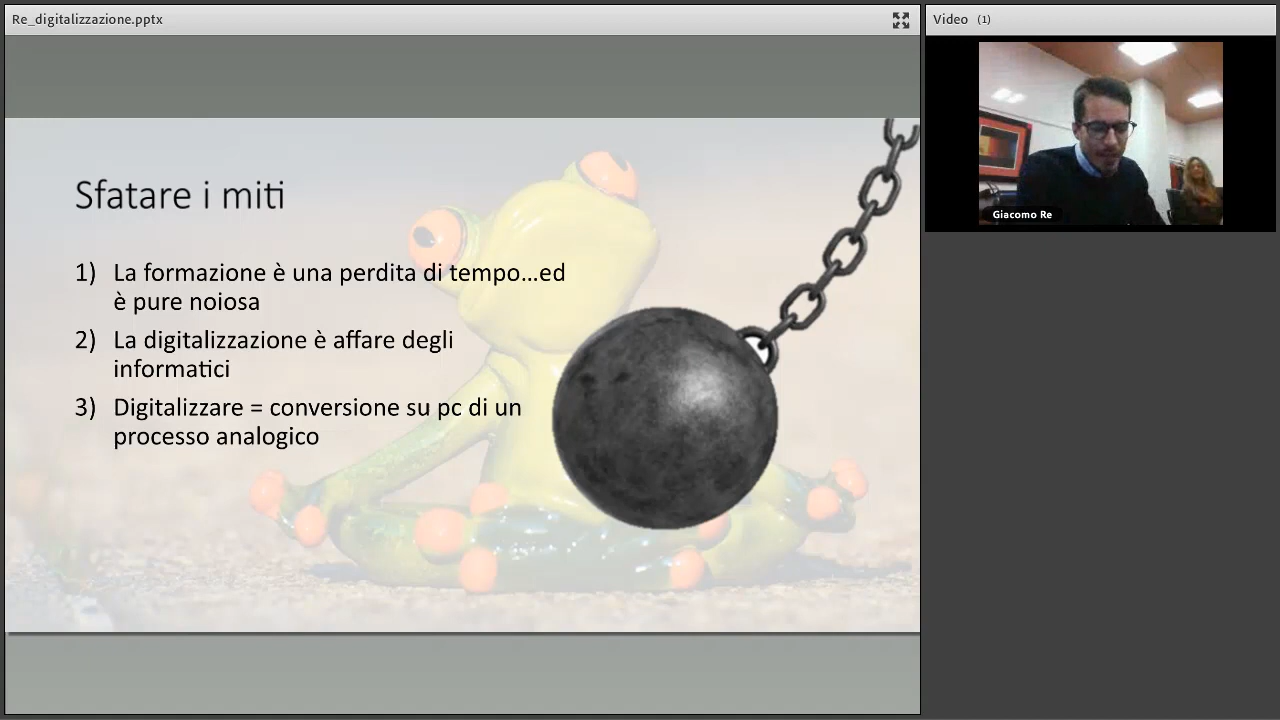 Re_digitalizzazione.pptx
Video (1)
Giacomo Re
Sfatare i miti
1) La formazione è una perdita di tempo...ed
è pure noiosa
2) La digitalizzazione è affare degli
informatici
3) Digitalizzare = conversione su pc di un
processo analogico